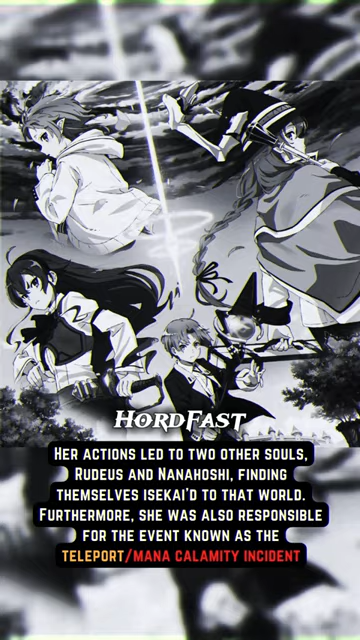 HORDFAST
HER ACTIONS LED TO TWO OTHER SOULS,
RUDEUS AND NANAHOSHI, FINDING
THEMSELVES ISEKAI'D TO THAT WORLD.
FURTHERMORE, SHE WAS ALSO RESPONSIBLE
FOR THE EVENT KNOWN AS THE
TELEPORT/MANA CALAMITY INCIDENT